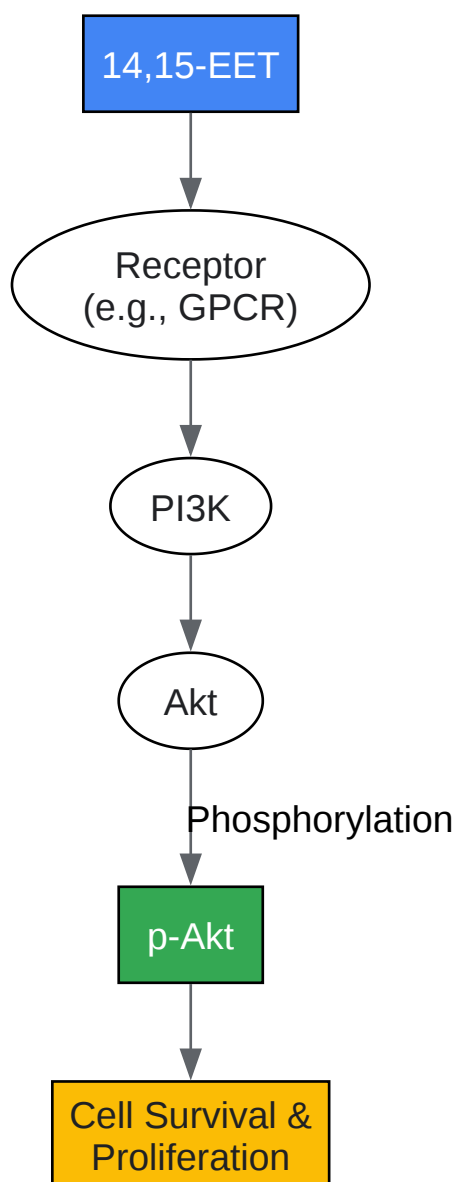 14,15-EET
Receptor
(e.g., GPCR)
PI3K
Akt
Phosphorylation
p-Akt
Cell Survival &
Proliferation